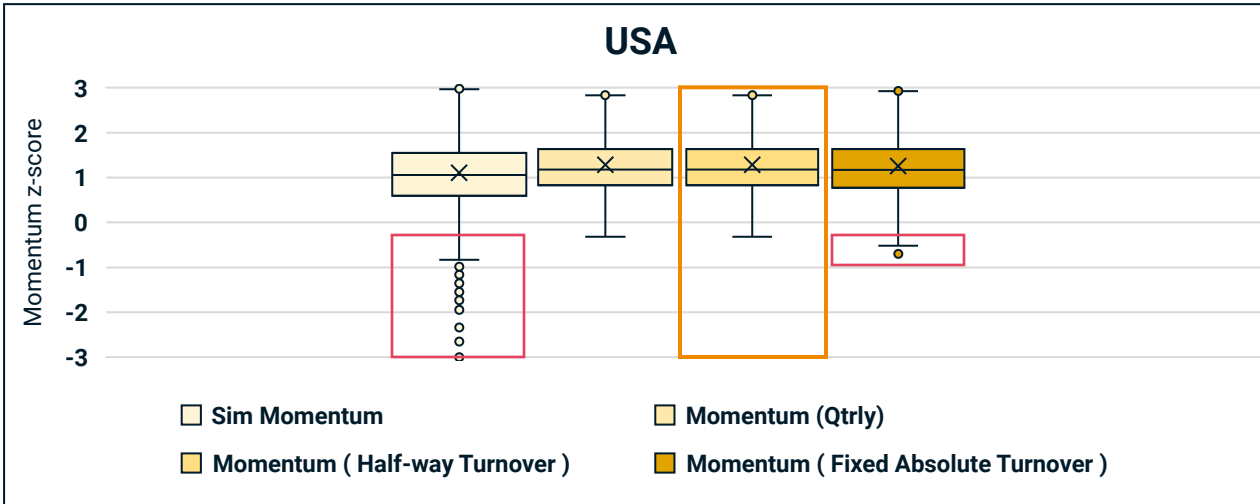 USA
Momentum z-score
3
2
1
0
-1
-2
-3
Sim Momentum
Momentum (Qtrly)
Momentum ( Half-way Turnover )
Momentum ( Fixed Absolute Turnover )